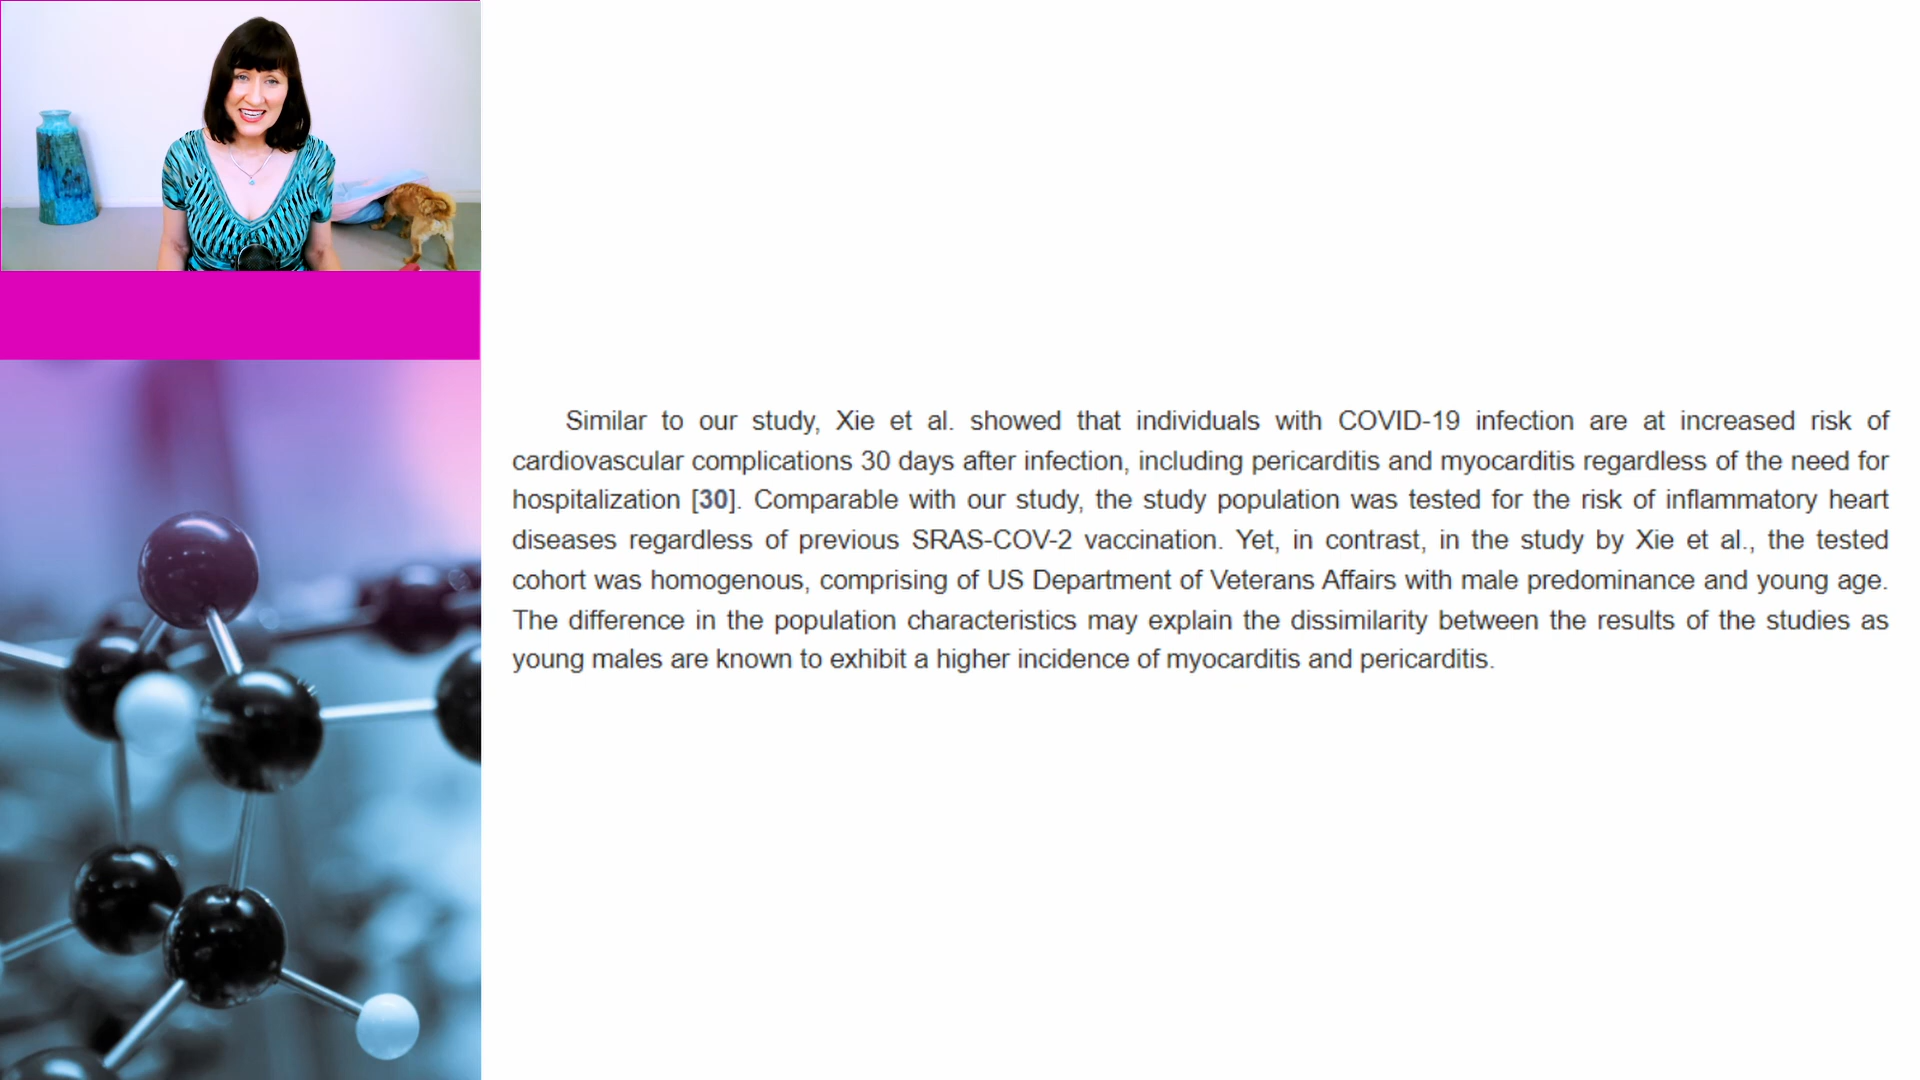 Similar to our study, Xie et al. showed that individuals with COVID-19 infection are at increased risk of
cardiovascular complications 30 days after infection, including pericarditis and myocarditis regardless of the need for
hospitalization [30]. Comparable with our study, the study population was tested for the risk of inflammatory heart
diseases regardless of previous SRAS-COV-2 vaccination. Yet, in contrast, in the study by Xie et al., the tested
cohort was homogenous, comprising of US Department of Veterans Affairs with male predominance and young age.
The difference in the population characteristics may explain the dissimilarity between the results of the studies as
young males are known to exhibit a higher incidence of myocarditis and pericarditis.